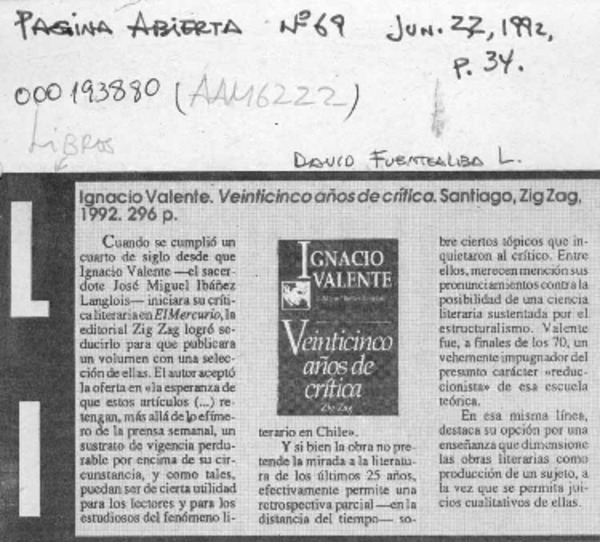 PAGINA ABIERTA Nº 69 JUN. 22, 1992,
P. 34.
000193880 (AAM6222)
LIBROS
DAVID FUENTEALBA L.
LI
Ignacio Valente. Veinticinco años de crítica. Santiago, Zig Zag,
1992. 296 p.
Cuando se cumplió un
cuarto de siglo desde que
Ignacio Valente —el sacer-
dote José Miguel Ibáñez
Langlois— iniciara su críti-
ca literaria en El Mercurio, la
editorial Zig Zag logró se-
ducirlo para que publicara
un volumen con una selec-
ción de ellas. El autor aceptó
la oferta en «la esperanza de
que estos artículos (...) re-
tengan, más allá de lo efíme-
ro de la prensa semanal, un
sustrato de vigencia perdu-
rable por encima de su cir-
cunstancia, y como tales,
puedan ser de cierta utilidad
para los lectores y para los
estudiosos del fenómeno li-
IGNACIO
VALENTE
Veinticinco
años de
crítica
Zig Zag
terario en Chile».
Y si bien la obra no pre-
tende la mirada a la literatu-
ra de los últimos 25 años,
efectivamente permite una
retrospectiva parcial —en la
distancia del tiempo— so-
bre ciertos tópicos que in-
quietaron al crítico. Entre
ellos, merecen mención sus
pronunciamientos contra la
posibilidad de una ciencia
literaria sustentada por el
estructuralismo. Valente
fue, a finales de los 70, un
vehemente impugnador del
presunto carácter «reduc-
cionista» de esa escuela
teórica.
En esa misma línea,
destaca su opción por una
enseñanza que dimensione
las obras literarias como
producción de un sujeto, a
la vez que se permita jui-
cios cualitativos de ellas.